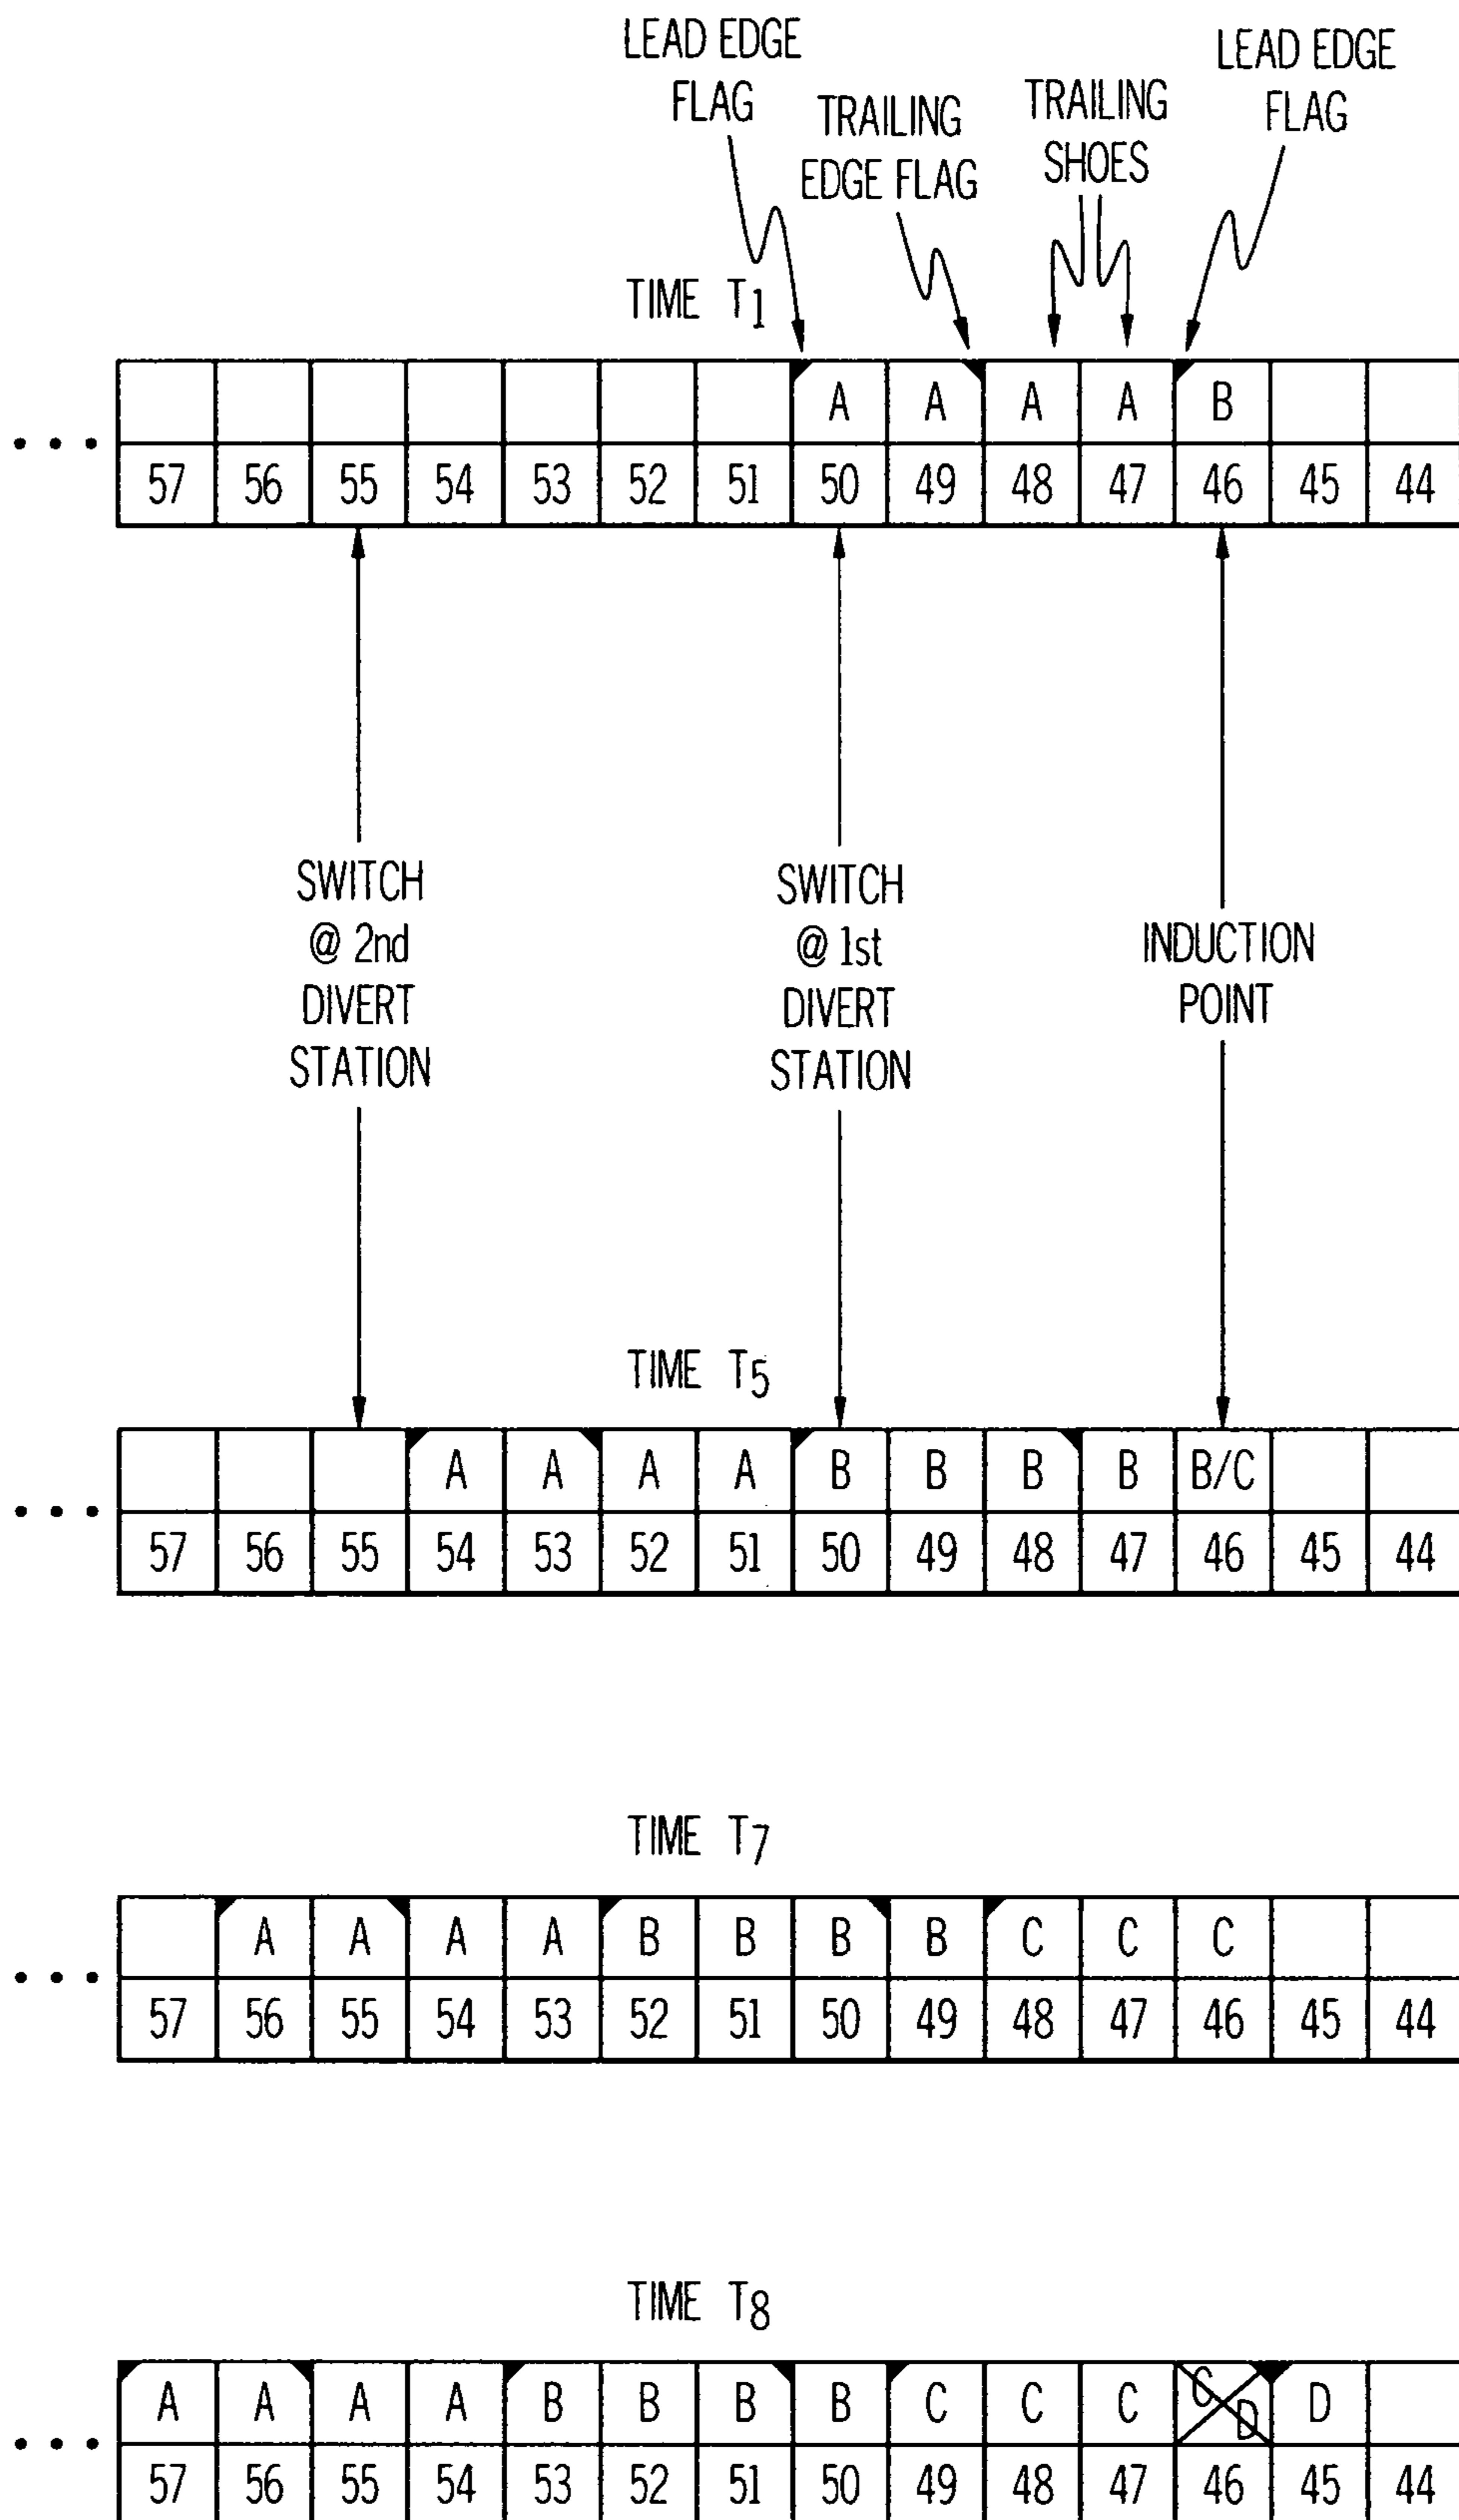 LEAD EDGE
FLAG
TRAILING
EDGE FLAG
TRAILING
SHOES
LEAD EDGE
FLAG
TIME T1
A A A A B
57 56 55 54 53 52 51 50 49 48 47 46 45 44
SWITCH
@ 2nd
DIVERT
STATION
SWITCH
@ 1st
DIVERT
STATION
INDUCTION
POINT
TIME T5
A A A A B B B B B/C
57 56 55 54 53 52 51 50 49 48 47 46 45 44
TIME T7
A A A A B B B B C C C
57 56 55 54 53 52 51 50 49 48 47 46 45 44
TIME T8
A A A A B B B B C C C C D D
57 56 55 54 53 52 51 50 49 48 47 46 45 44